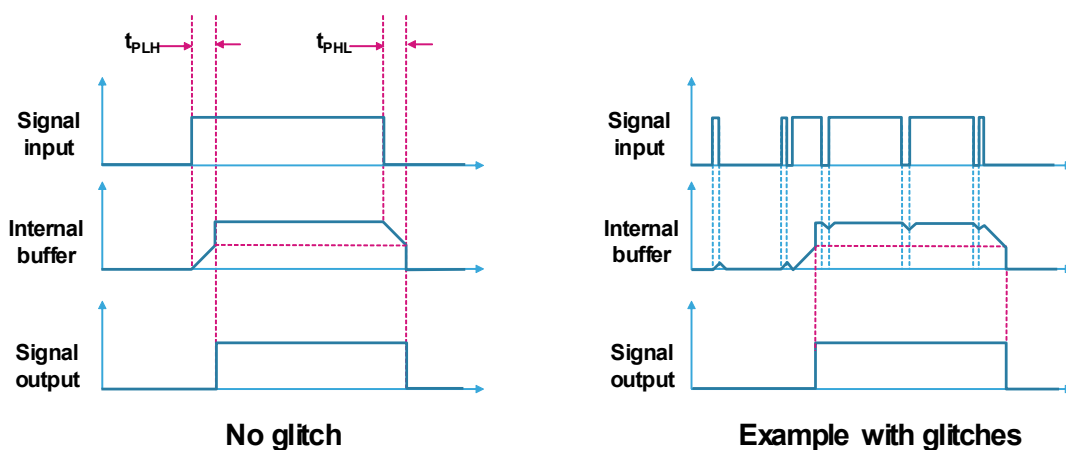 tPLH
tPHL
Signal
input
Internal
buffer
Signal
output
No glitch
Signal
input
Internal
buffer
Signal
output
Example with glitches